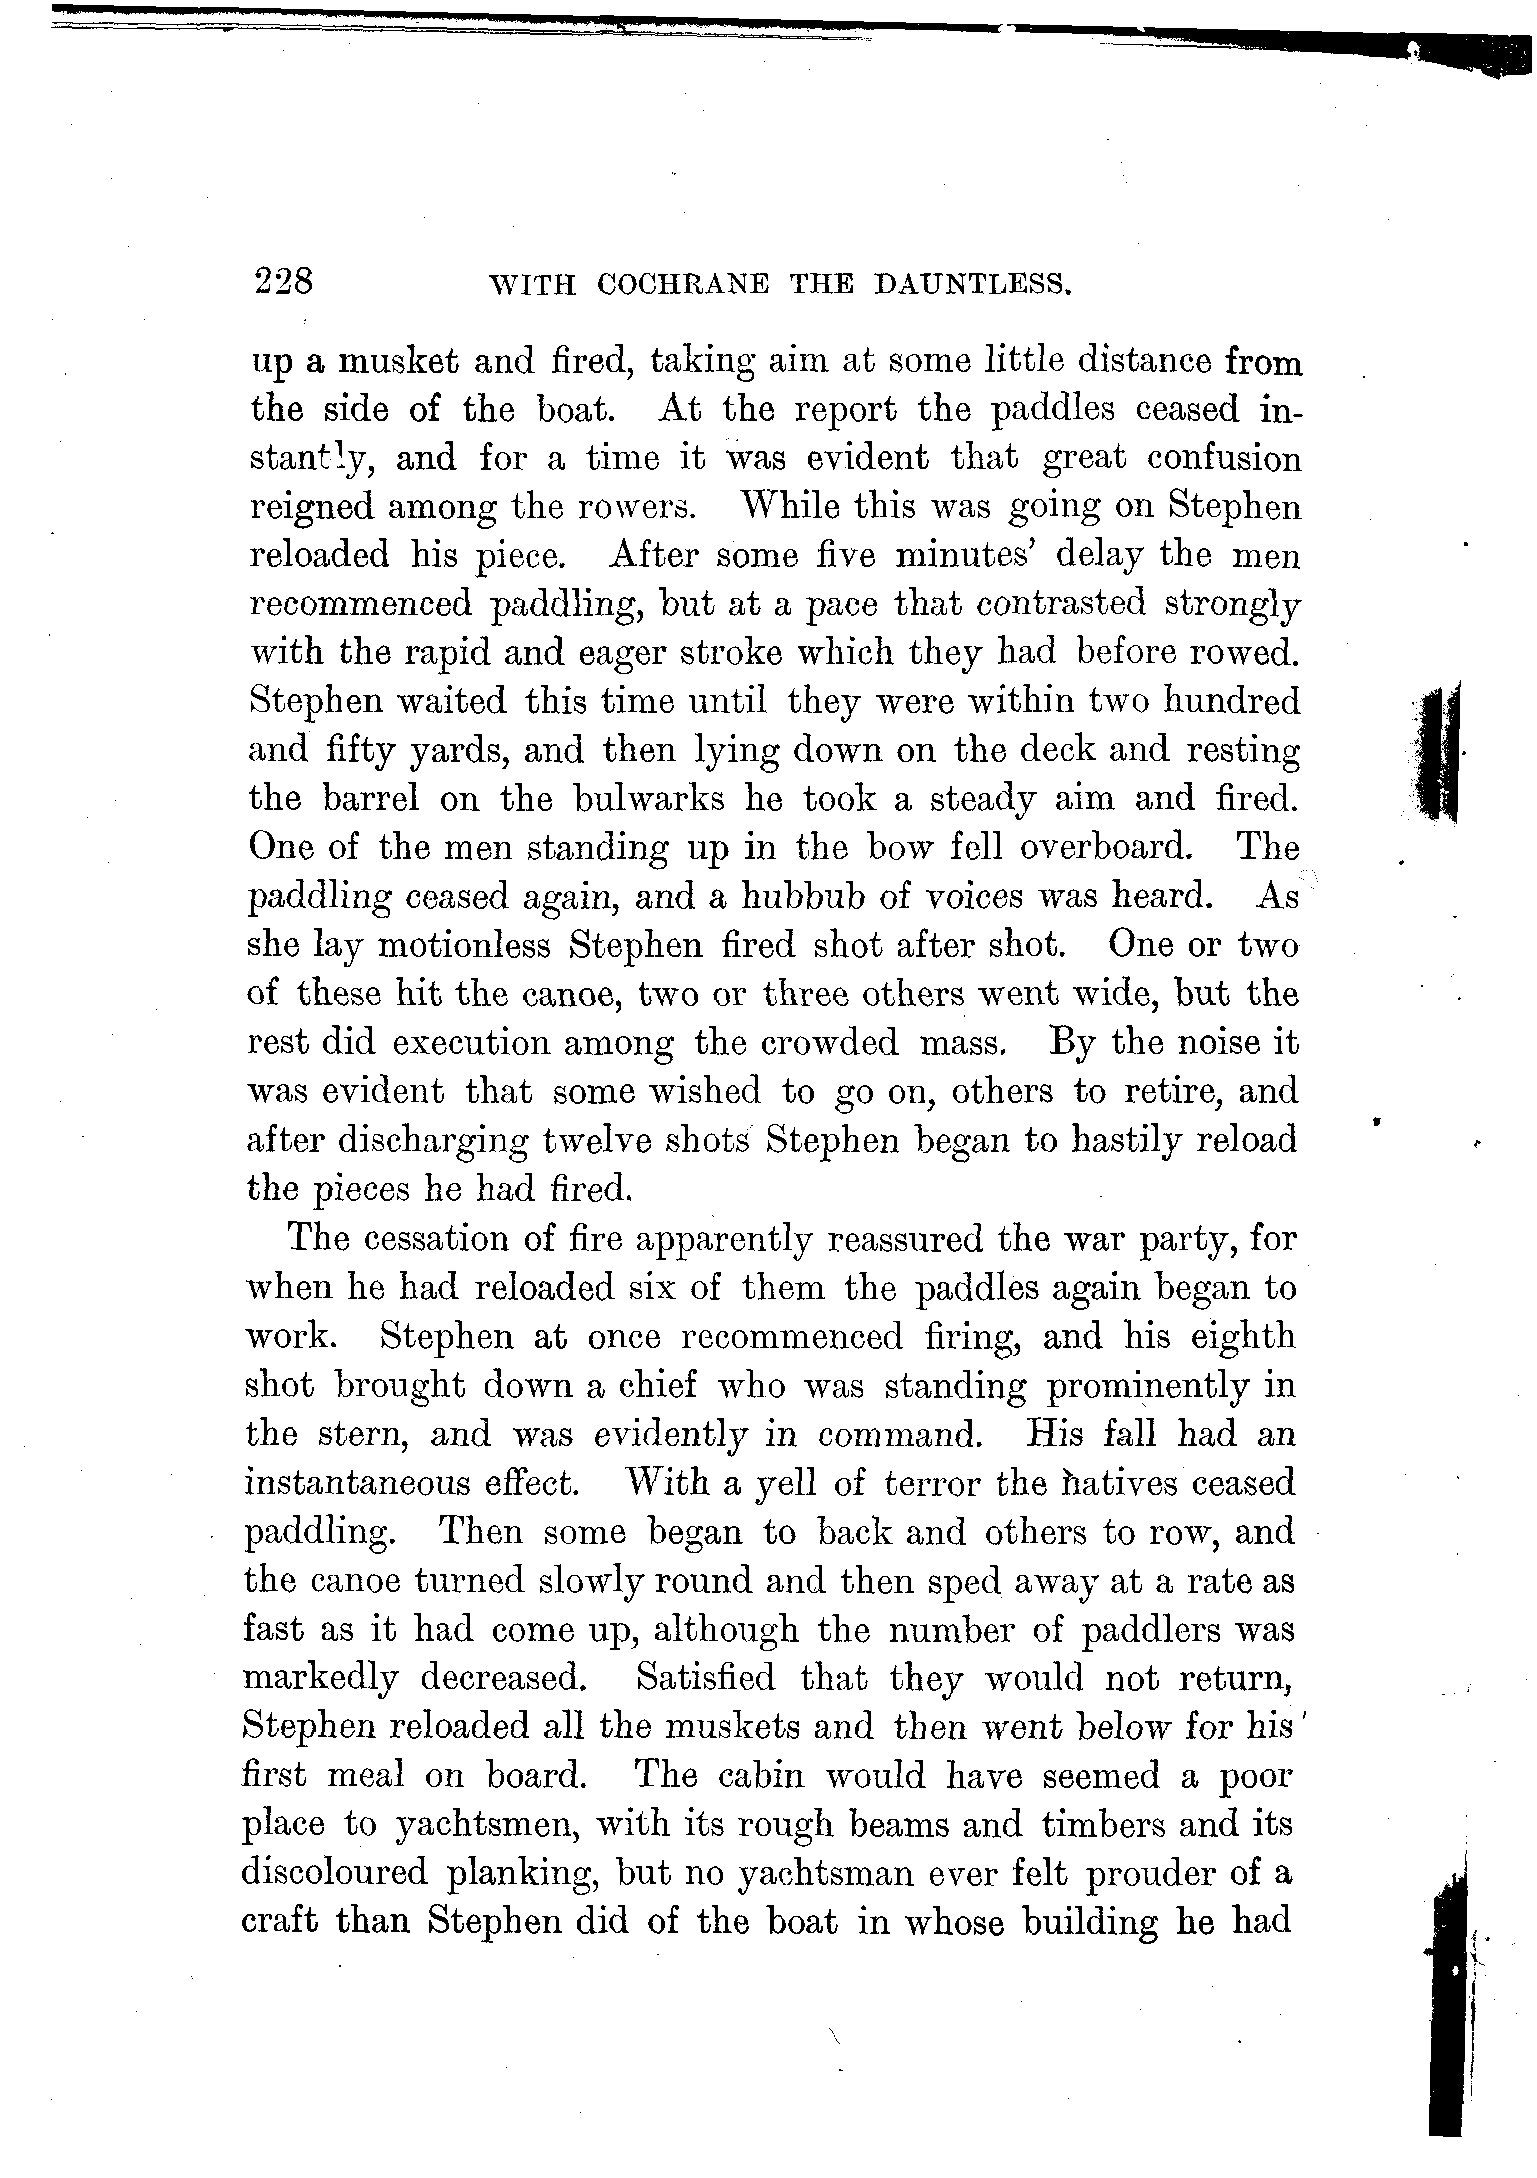 228 WITH COCHRANE THE DAUNTLESS.
up a musket and fired, taking aim at some little distance from
the side of the boat. At the report the paddles ceased in-
stantly, and for a time it was evident that great confusion
reigned among the rowers. While this was going on Stephen
reloaded his piece. After some five minutes' delay the men
recommenced paddling, but at a pace that contrasted strongly
with the rapid and eager stroke which they had before rowed.
Stephen waited this time until they were within two hundred
and fifty yards, and then lying down on the deck and resting
the barrel on the bulwarks he took a steady aim and fired.
One of the men standing up in the bow fell overboard. The
paddling ceased again, and a hubbub of voices was heard. As
she lay motionless Stephen fired shot after shot. One or two
of these hit the canoe, two or three others went wide, but the
rest did execution among the crowded mass. By the noise it
was evident that some wished to go on, others to retire, and
after discharging twelve shots Stephen began to hastily reload
the pieces he had fired.
The cessation of fire apparently reassured the war party, for
when he had reloaded six of them the paddles again began to
work. Stephen at once recommenced firing, and his eighth
shot brought down a chief who was standing prominently in
the stern, and was evidently in command. His fall had an
instantaneous effect. With a yell of terror the natives ceased
paddling. Then some began to back and others to row, and
the canoe turned slowly round and then sped away at a rate as
fast as it had come up, although the number of paddlers was
markedly decreased. Satisfied that they would not return,
Stephen reloaded all the muskets and then went below for his
first meal on board. The cabin would have seemed a poor
place to yachtsmen, with its rough beams and timbers and its
discoloured planking, but no yachtsman ever felt prouder of a
craft than Stephen did of the boat in whose building he had